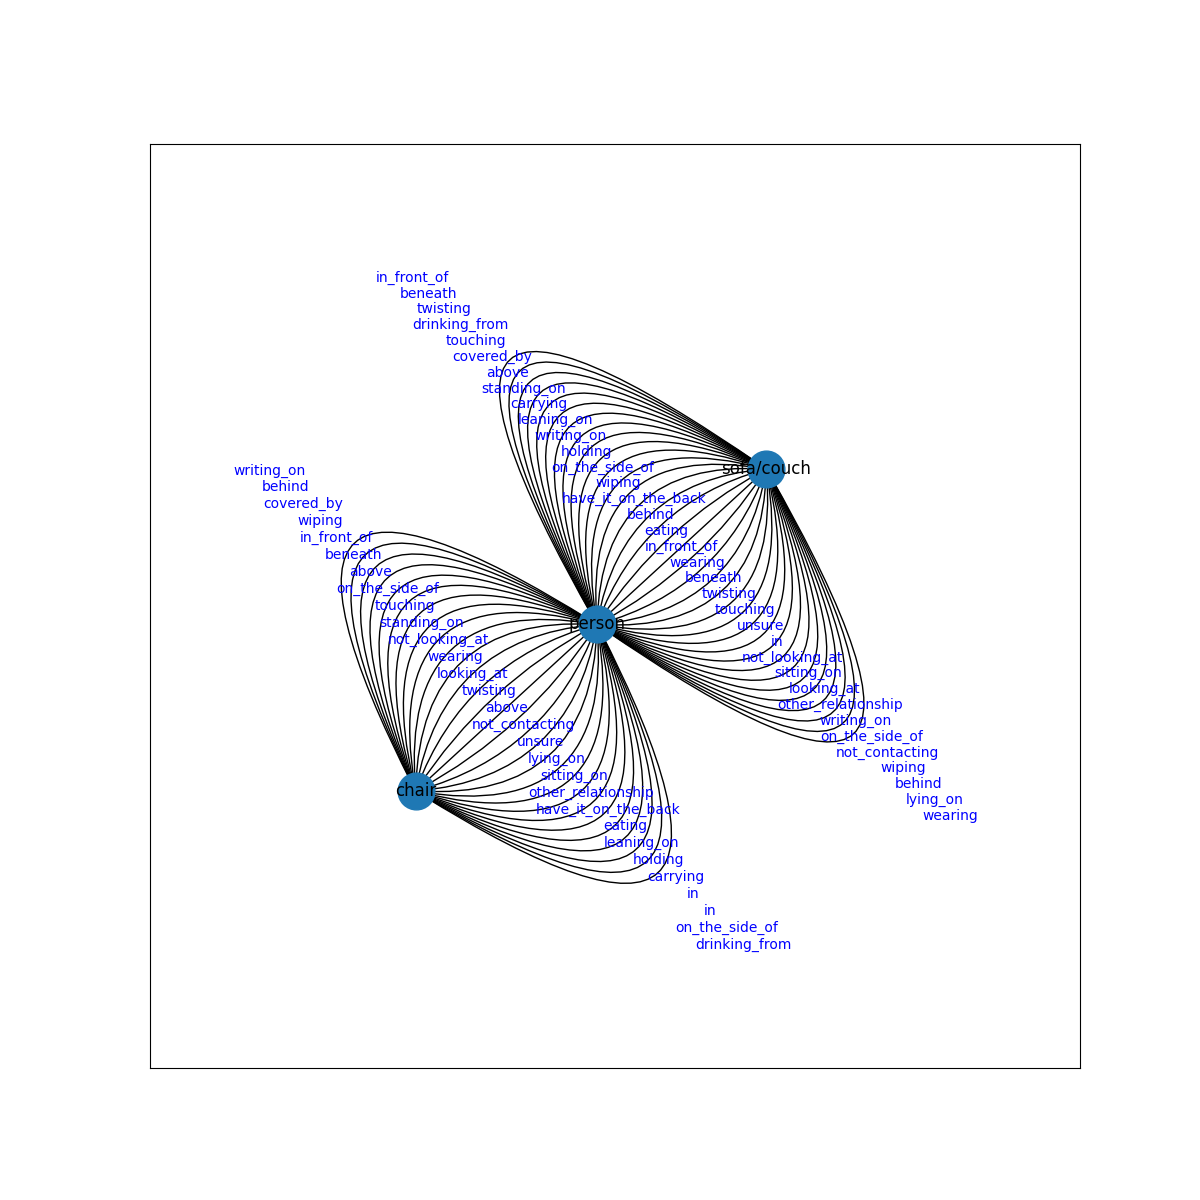 in_front_of
beneath
twisting
drinking_from
touching
covered_by
above
standing_on
carrying
leaning_on
writing_on
holding
on_the_side_of
wiping
have_it_on_the_back
behind
eating
in_front_of
wearing
beneath
twisting
touching
unsure
in
not_looking_at
sitting_on
looking_at
other_relationship
writing_on
on_the_side_of
not_contacting
wiping
behind
lying_on
wearing
sofa/couch
person
chair
writing_on
behind
covered_by
wiping
in_front_of
beneath
above
on_the_side_of
touching
standing_on
not_looking_at
wearing
looking_at
twisting
above
not_contacting
unsure
lying_on
sitting_on
other_relationship
have_it_on_the_back
eating
leaning_on
holding
carrying
in
in
on_the_side_of
drinking_from